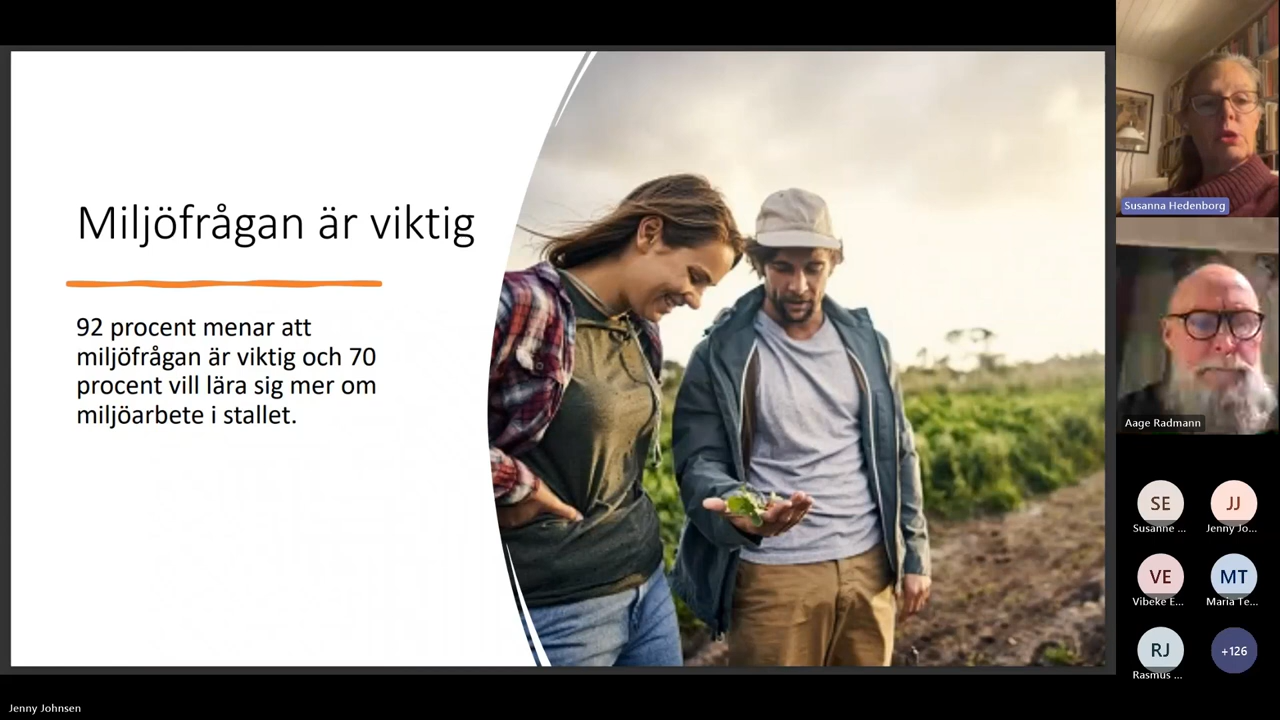 Miljöfrågan är viktig
92 procent menar att
miljöfrågan är viktig och 70
procent vill lära sig mer om
miljöarbete i stallet.
Susanna Hedenborg
Aage Radmann
SE
JJ
Susanne ...
Jenny Jo...
VE
MT
Vibeke E...
Maria Te...
RJ
+126
Rasmus ...
Jenny Johnsen